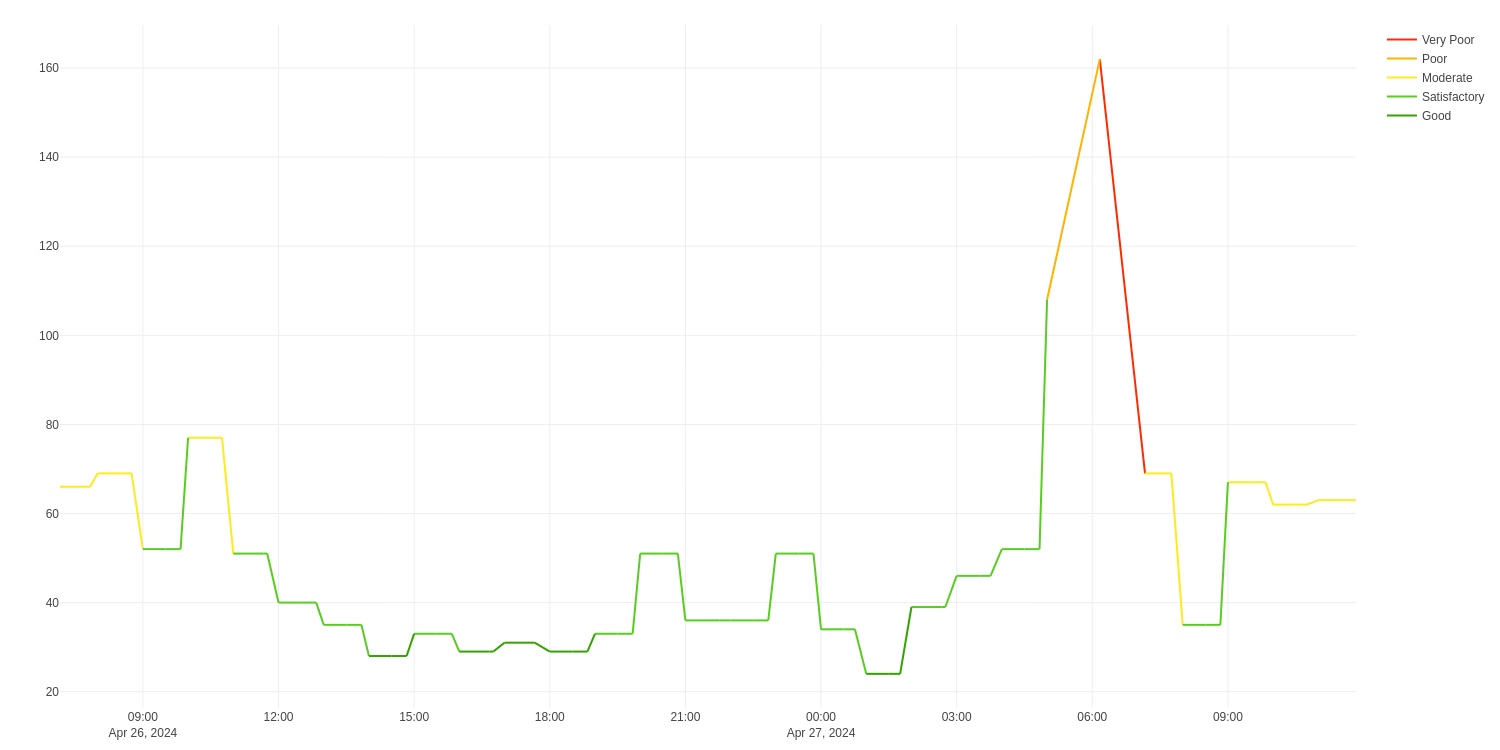 160
140
120
100
80
60
40
20
09:00
Apr 26, 2024
12:00
15:00
18:00
21:00
00:00
Apr 27, 2024
03:00
06:00
09:00
Very Poor
Poor
Moderate
Satisfactory
Good